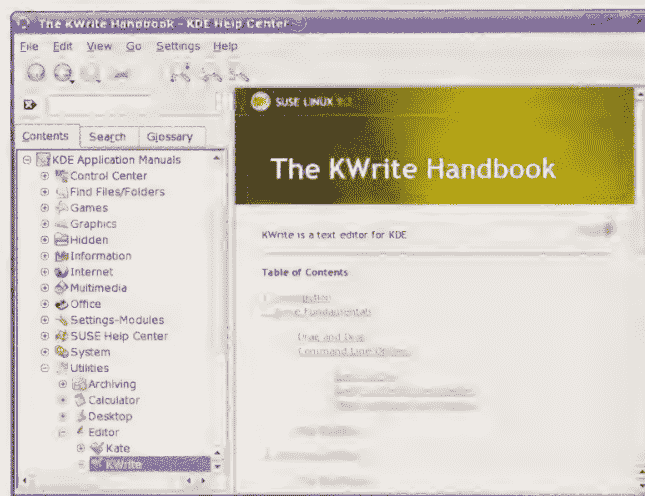 The KWrite Handbook - KDE Help Center
File Edit View Go Settings Help
Contents Search Glossary
KDE Application Manuals
Control Center
Find Files/Folders
Games
Graphics
Hidden
Information
Internet
Multimedia
Office
Settings-Modules
SUSE Help Center
System
Utilities
Archiving
Calculator
Desktop
Editor
Kate
KWrite
SUSE LINUX
The KWrite Handbook
KWrite is a text editor for KDE
Table of Contents
Fundamentals
Drag and Drop
Command Line Options